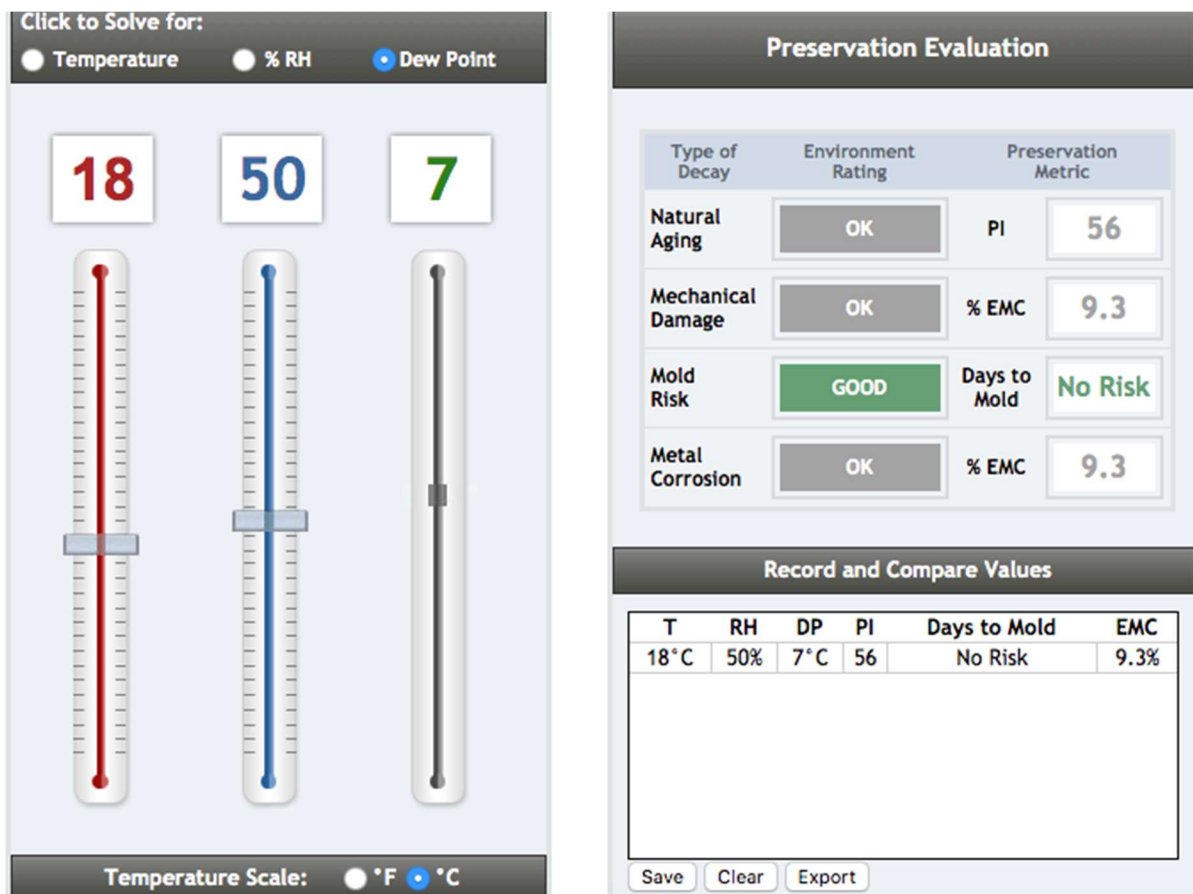 Click to Solve for:
Temperature % RH Dew Point
18 50 7
Temperature Scale: °F °C
Preservation Evaluation
Type of Decay Environment Rating Preservation Metric
Natural Aging OK PI 56
Mechanical Damage OK % EMC 9.3
Mold Risk GOOD Days to Mold No Risk
Metal Corrosion OK % EMC 9.3
Record and Compare Values
T RH DP PI Days to Mold EMC
18°C 50% 7°C 56 No Risk 9.3%
Save Clear Export